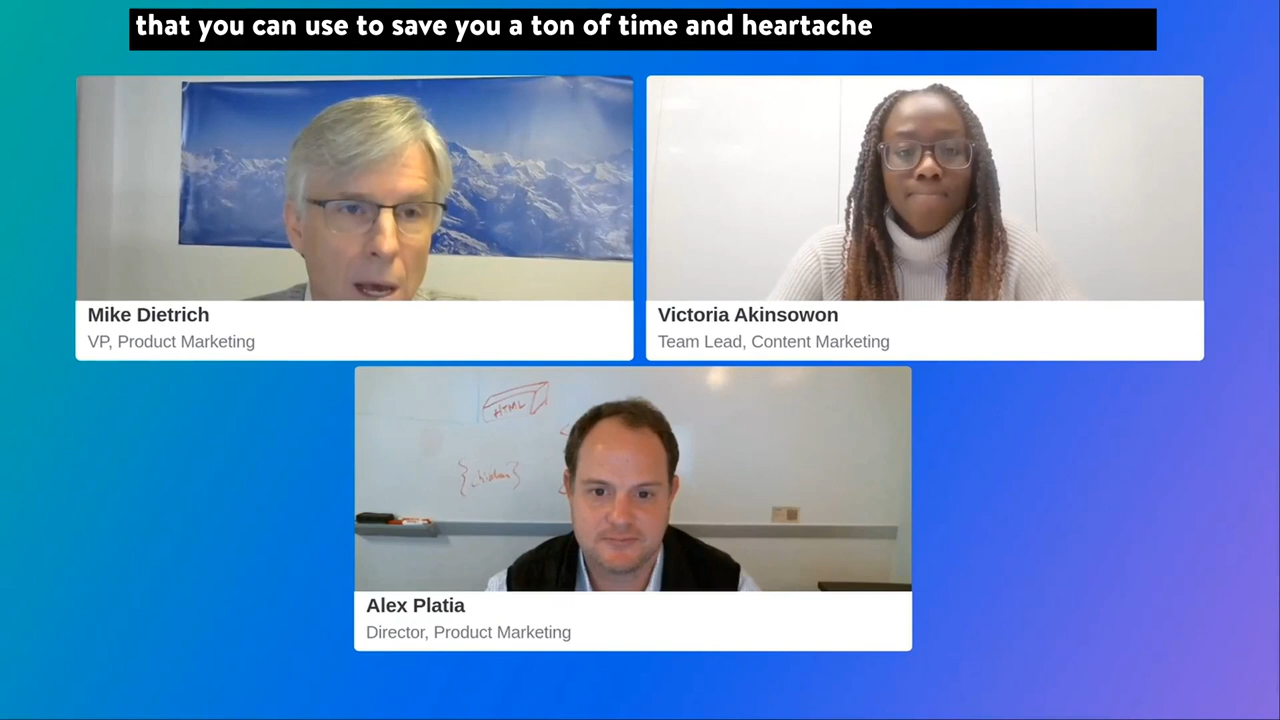 that you can use to save you a ton of time and heartache
Mike Dietrich
VP, Product Marketing
Victoria Akinsowon
Team Lead, Content Marketing
HTML
Alex Platia
Director, Product Marketing